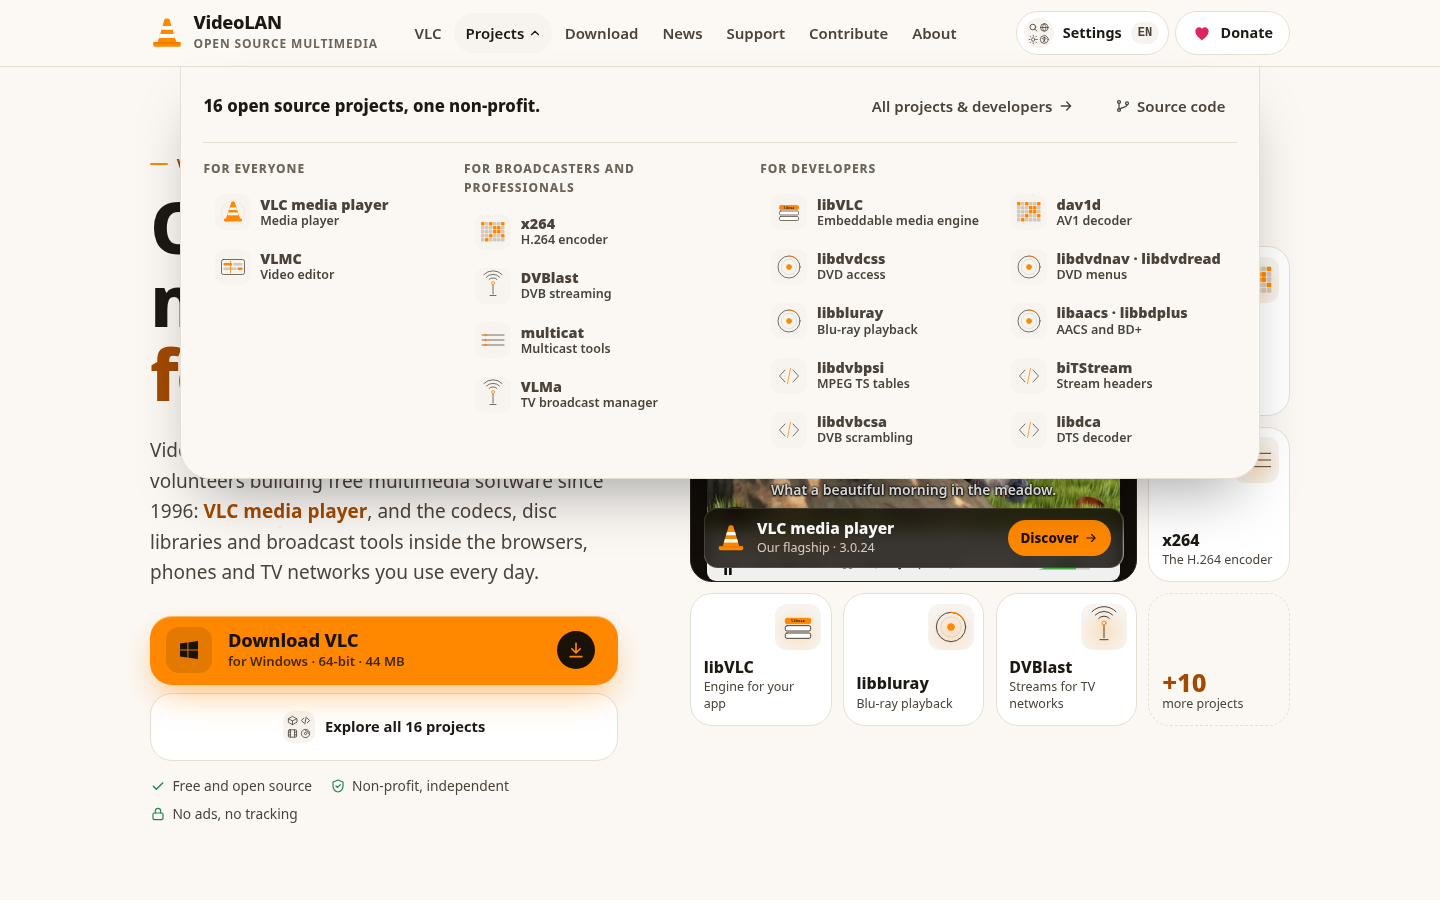 VideoLAN
OPEN SOURCE MULTIMEDIA
VLC
Projects
Download
News
Support
Contribute
About
Settings
EN
Donate
16 open source projects, one non-profit.
All projects & developers
Source code
FOR EVERYONE
VLC media player
Media player
VLMC
Video editor
FOR BROADCASTERS AND
PROFESSIONALS
x264
H.264 encoder
DVBlast
DVB streaming
multicat
Multicast tools
VLMa
TV broadcast manager
FOR DEVELOPERS
libVLC
Embeddable media engine
libdvdcss
DVD access
libbluray
Blu-ray playback
libdvbpsi
MPEG TS tables
libdvbcsa
DVB scrambling
dav1d
AV1 decoder
libdvdnav · libdvdread
DVD menus
libaacs · libbdplus
AACS and BD+
biTStream
Stream headers
libdca
DTS decoder
volunteers building free multimedia software since
1996: VLC media player, and the codecs, disc
libraries and broadcast tools inside the browsers,
phones and TV networks you use every day.
Download VLC
for Windows · 64-bit · 44 MB
Explore all 16 projects
Free and open source
Non-profit, independent
No ads, no tracking
What a beautiful morning in the meadow.
VLC media player
Our flagship · 3.0.24
Discover
x264
The H.264 encoder
libVLC
Engine for your
app
libbluray
Blu-ray playback
DVBlast
Streams for TV
networks
+10
more projects